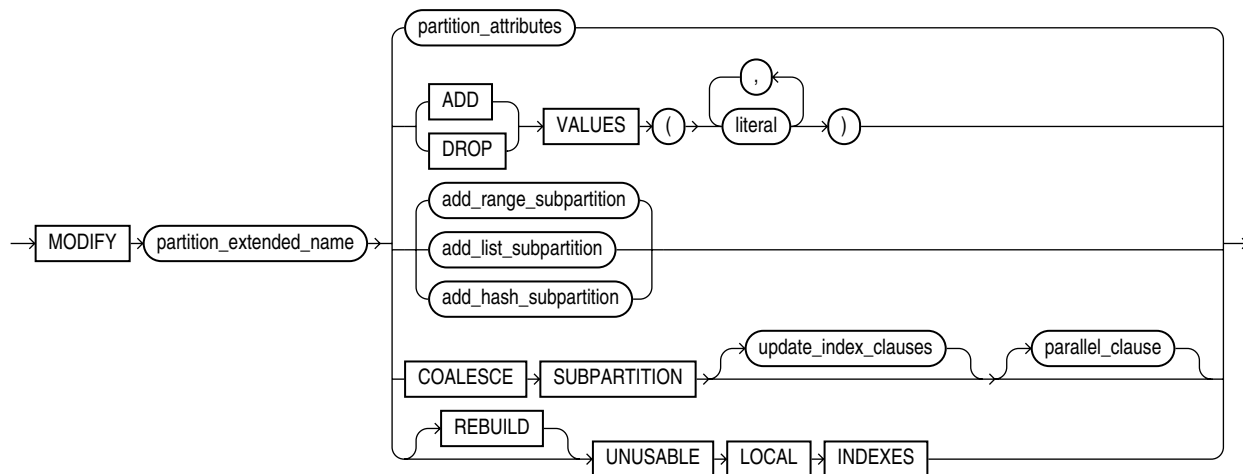 partition_attributes
,
ADD
VALUES ( literal )
DROP
add_range_subpartition
MODIFY partition_extended_name add_list_subpartition
add_hash_subpartition
update_index_clauses parallel_clause
COALESCE SUBPARTITION
REBUILD
UNUSABLE LOCAL INDEXES